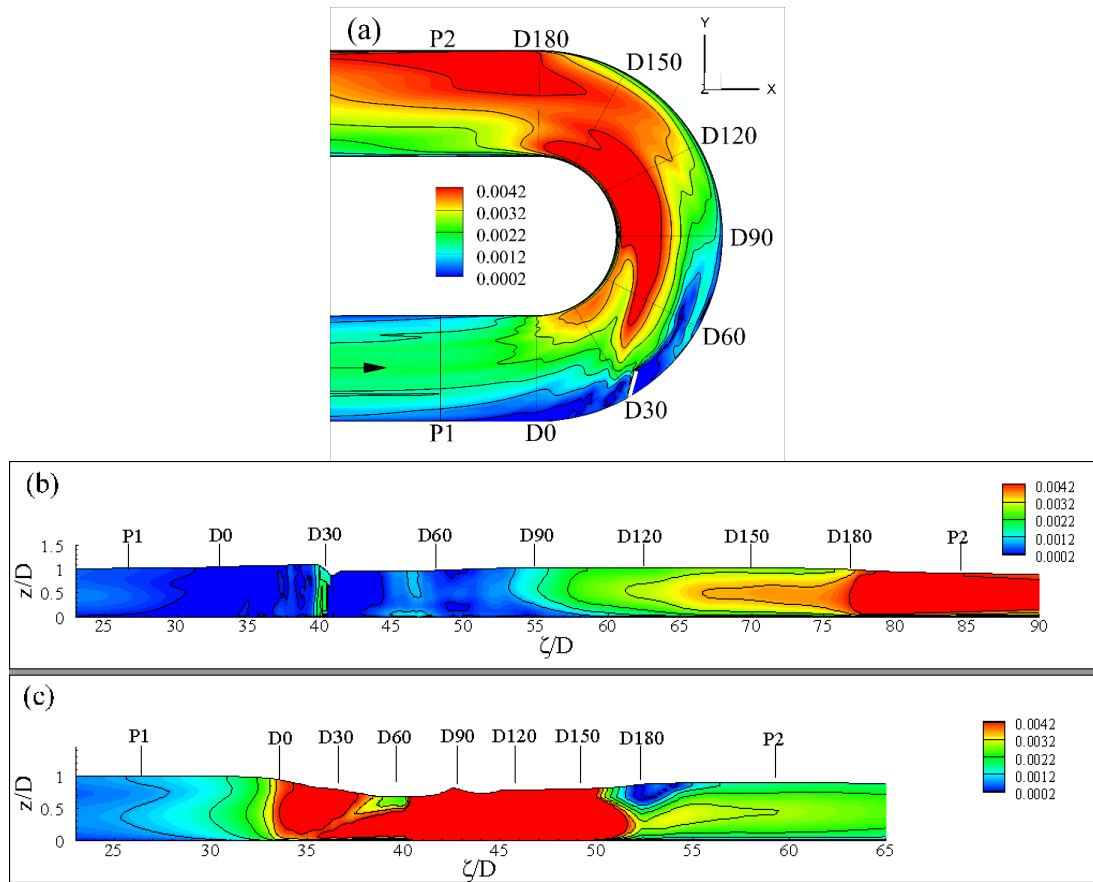 (a)
P2 D180
Y
D150
Z X
D120
0.0042
0.0032
0.0022
0.0012
0.0002
D90
D60
D30
P1 D0
(b)
0.0042
0.0032
0.0022
0.0012
0.0002
P1 D0 D30 D60 D90 D120 D150 D180 P2
z/D
1.5
1
0.5
0
25 30 35 40 45 50 55 60 65 70 75 80 85 90
ζ/D
(c)
0.0042
0.0032
0.0022
0.0012
0.0002
P1 D0 D30 D60 D90 D120 D150 D180 P2
z/D
1
0.5
0
25 30 35 40 45 50 55 60 65
ζ/D